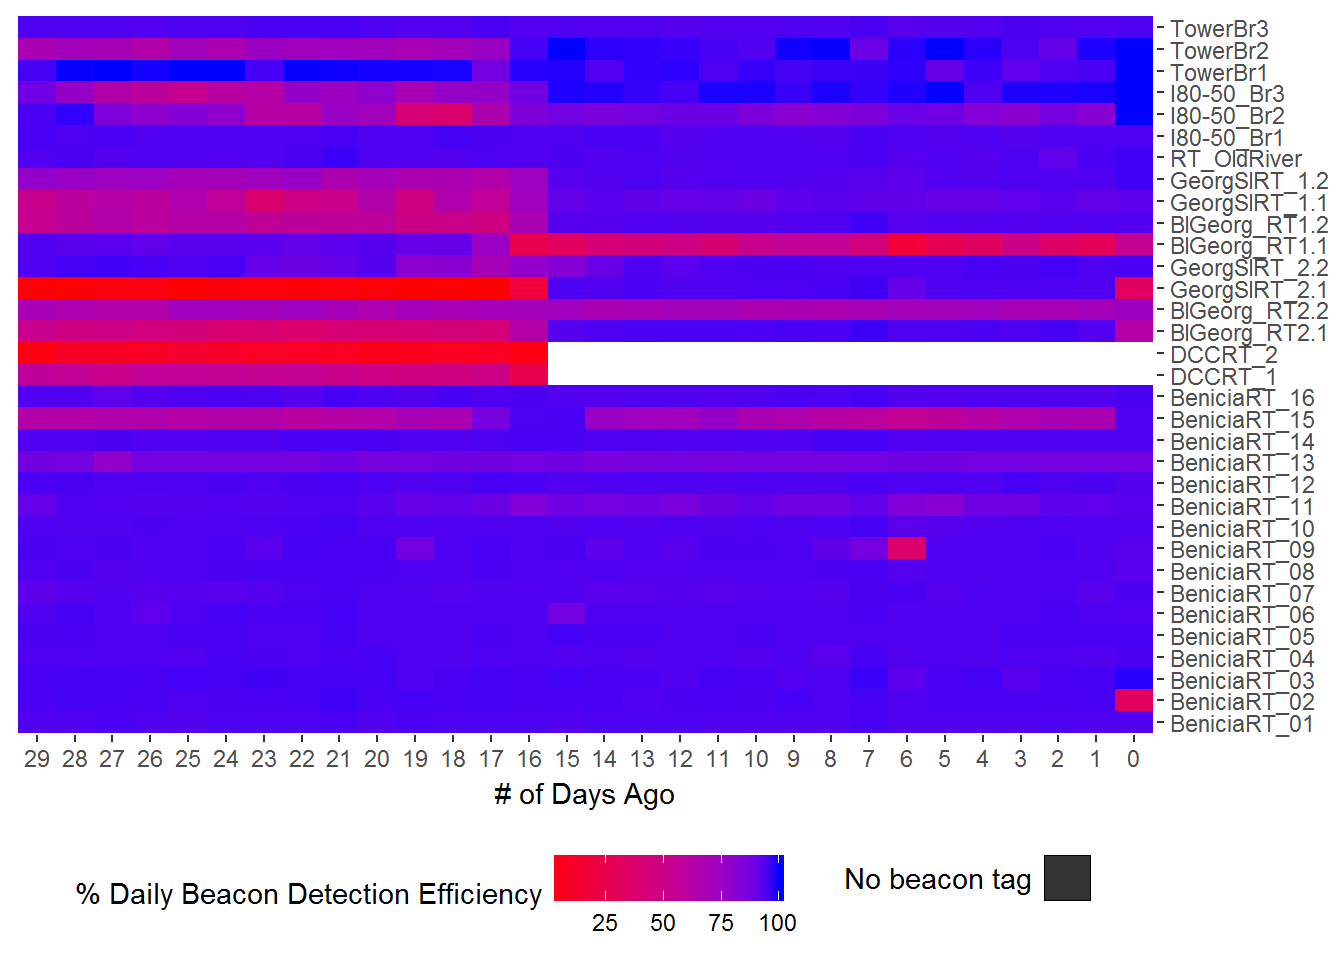 TowerBr3
TowerBr2
TowerBr1
I80-50_Br3
I80-50_Br2
I80-50_Br1
RT_OldRiver
GeorgSlRT_1.2
GeorgSlRT_1.1
BlGeorg_RT1.2
BlGeorg_RT1.1
GeorgSlRT_2.2
GeorgSlRT_2.1
BlGeorg_RT2.2
BlGeorg_RT2.1
DCCRT_2
DCCRT_1
BeniciaRT_16
BeniciaRT_15
BeniciaRT_14
BeniciaRT_13
BeniciaRT_12
BeniciaRT_11
BeniciaRT_10
BeniciaRT_09
BeniciaRT_08
BeniciaRT_07
BeniciaRT_06
BeniciaRT_05
BeniciaRT_04
BeniciaRT_03
BeniciaRT_02
BeniciaRT_01
29 28 27 26 25 24 23 22 21 20 19 18 17 16 15 14 13 12 11 10 9 8 7 6 5 4 3 2 1 0
# of Days Ago
% Daily Beacon Detection Efficiency
25 50 75 100
No beacon tag